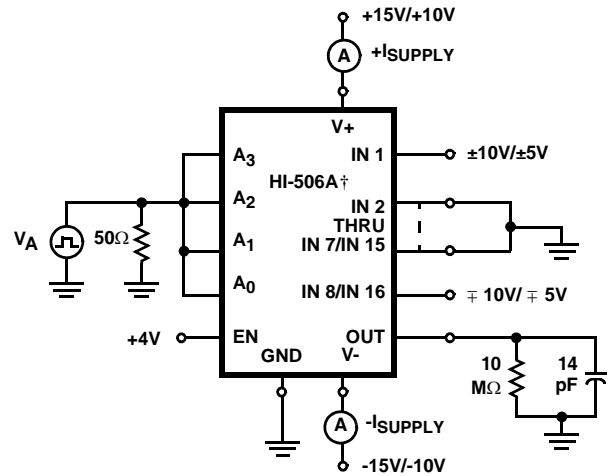 +15V/+10V
A
+ISUPPLY
V+
A3
IN 1
±10V/±5V
HI-506A†
A2
IN 2
THRU
VA
50Ω
A1
IN 7/IN 15
A0
IN 8/IN 16
∓ 10V/ ∓ 5V
+4V
EN
OUT
GND
V-
10
MΩ
14
pF
A
-ISUPPLY
-15V/-10V